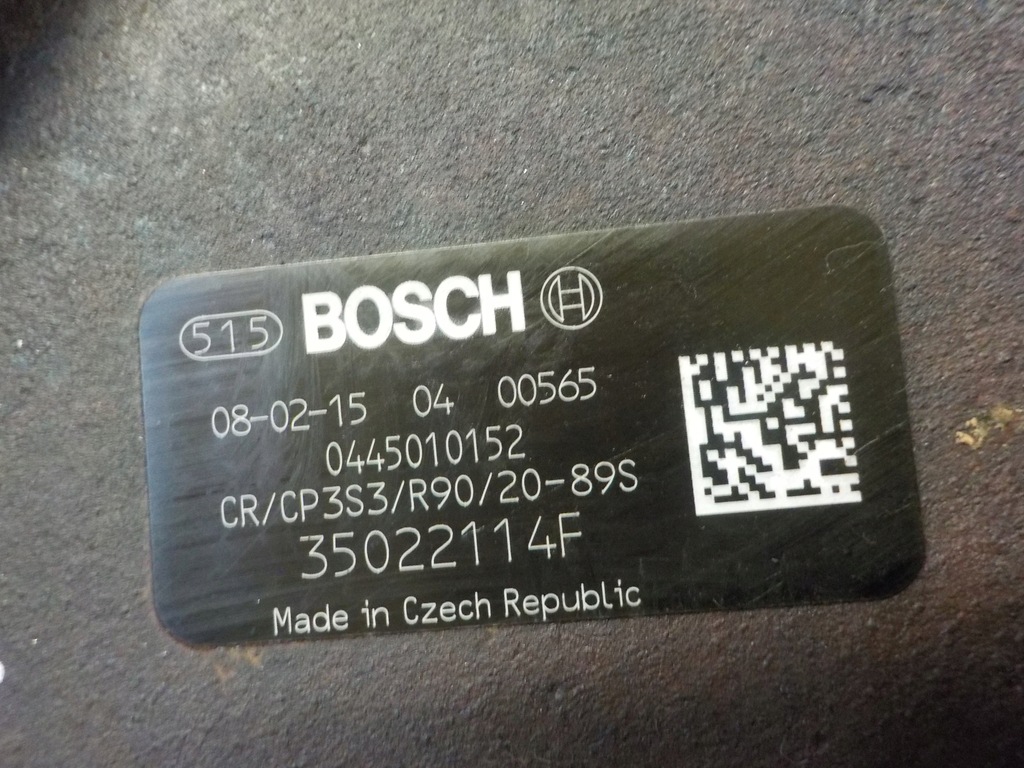 515 BOSCH
08-02-15 04 00565
0445010152
CR/CP3S3/R90/20-89S
35022114F
Made in Czech Republic